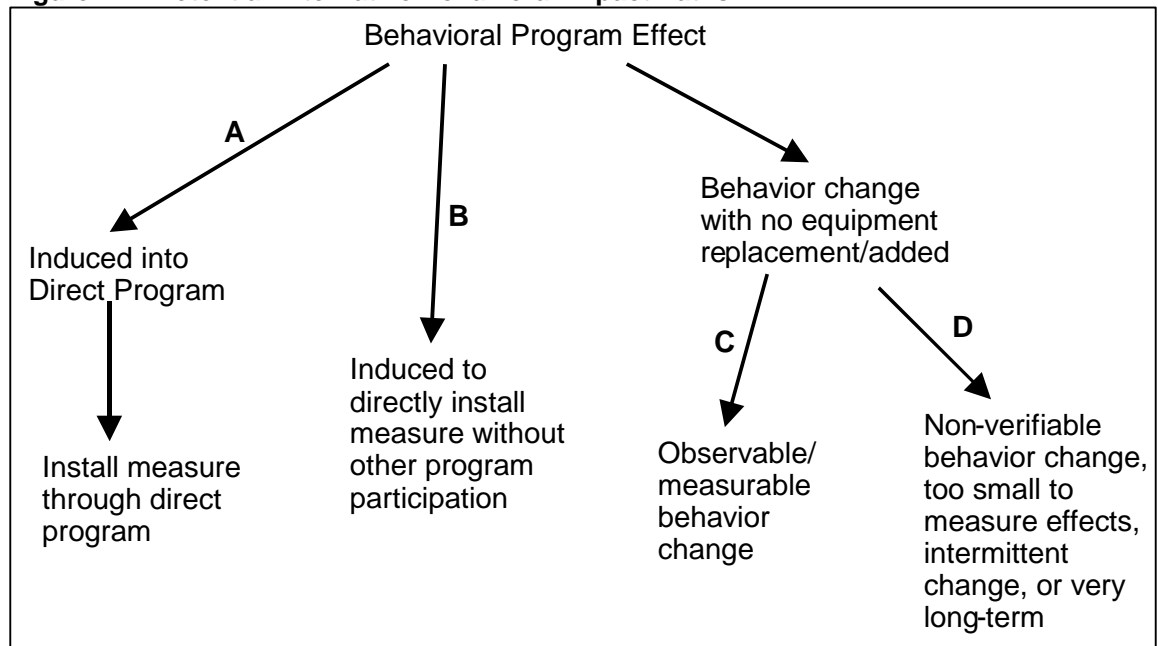 Behavioral Program Effect
A
B
Behavior change
with no equipment
replacement/added
Induced into
Direct Program
C
D
Induced to
directly install
measure without
other program
participation
Install measure
through direct
program
Observable/
measurable
behavior
change
Non-verifiable
behavior change,
too small to
measure effects,
intermittent
change, or very
long-term